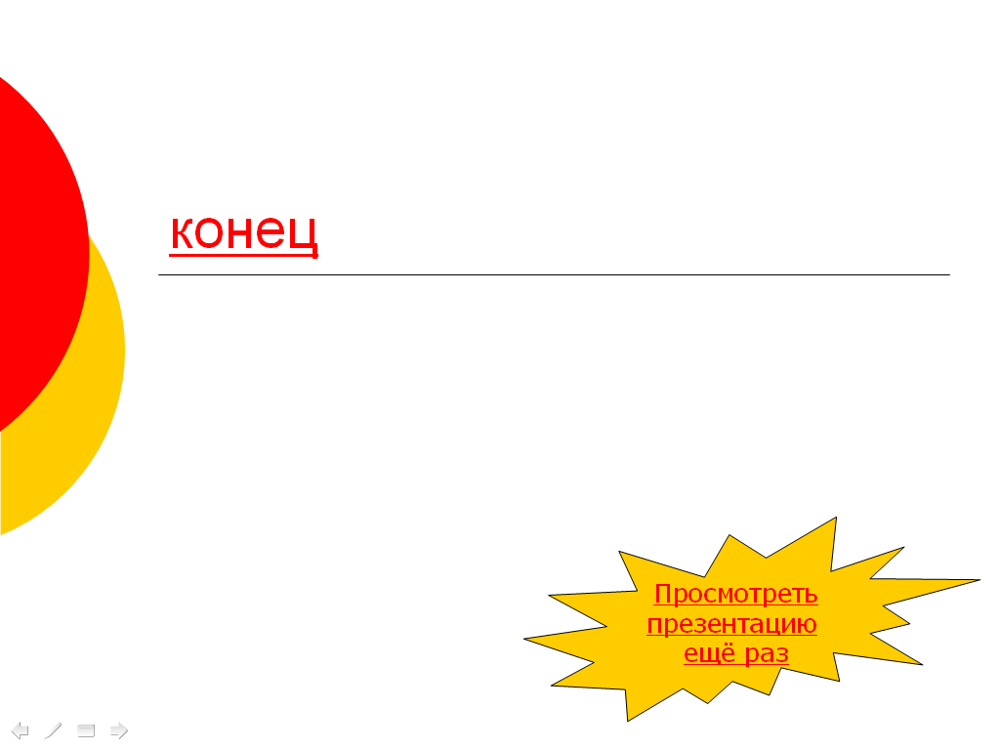 конец
Просмотреть
презентацию
ещё раз